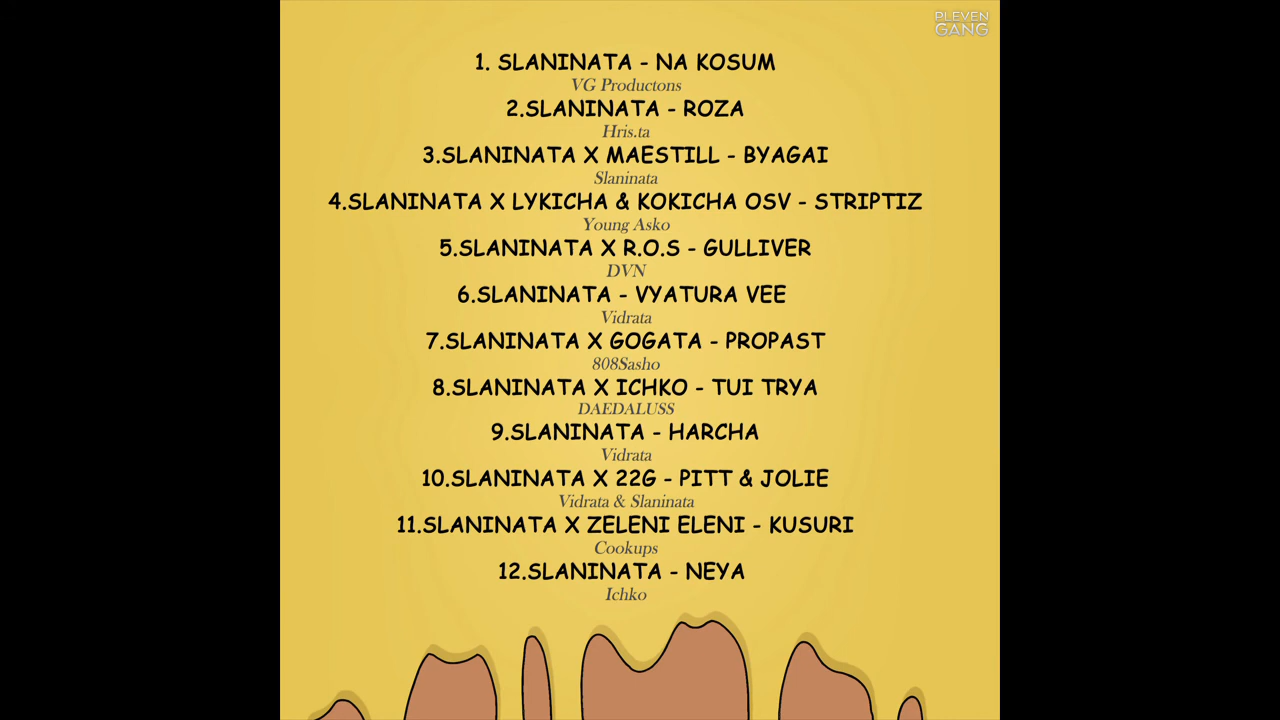 PLEVEN
GANG
1. SLANINATA - NA KOSUM
VG Productons
2.SLANINATA - ROZA
Hris.ta
3.SLANINATA X MAESTILL - BYAGAI
Slaninata
4.SLANINATA X LYKICHA & KOKICHA OSV - STRIPTIZ
Young Asko
5.SLANINATA X R.O.S - GULLIVER
DVN
6.SLANINATA - VYATURA VEE
Vidrata
7.SLANINATA X GOGATA - PROPAST
808Sasho
8.SLANINATA X ICHKO - TUI TRYA
DAEDALUSS
9.SLANINATA - HARCHA
Vidrata
10.SLANINATA X 22G - PITT & JOLIE
Vidrata & Slaninata
11.SLANINATA X ZELENI ELENI - KUSURI
Cookups
12.SLANINATA - NEYA
Ichko